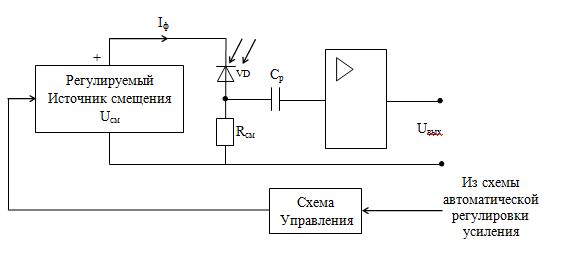 Iф
+
Регулируемый
Источник смещения
Uсм
VD
Cр
Rсм
Uвых
Схема
Управления
Из схемы
автоматической
регулировки
усиления